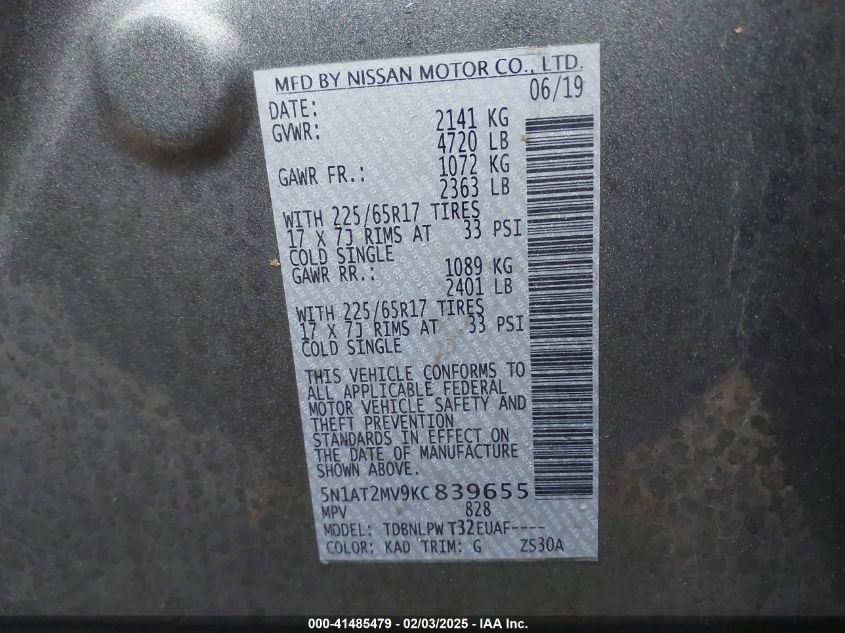 MFD BY NISSAN MOTOR CO., LTD.
DATE: 06/19
GVWR: 2141 KG
4720 LB
GAWR FR.: 1072 KG
2363 LB
WITH 225/65R17 TIRES
17 X 7J RIMS AT 33 PSI
COLD SINGLE
GAWR RR.: 1089 KG
2401 LB
WITH 225/65R17 TIRES
17 X 7J RIMS AT 33 PSI
COLD SINGLE
THIS VEHICLE CONFORMS TO
ALL APPLICABLE FEDERAL
MOTOR VEHICLE SAFETY AND
THEFT PREVENTION
STANDARDS IN EFFECT ON
THE DATE OF MANUFACTURE
SHOWN ABOVE.
5N1AT2MV9KC839655
MPV 828
MODEL: TDBNLPW T32EUAF----
COLOR: KAD TRIM: G ZS30A
000-41485479 - 02/03/2025 - IAA Inc.